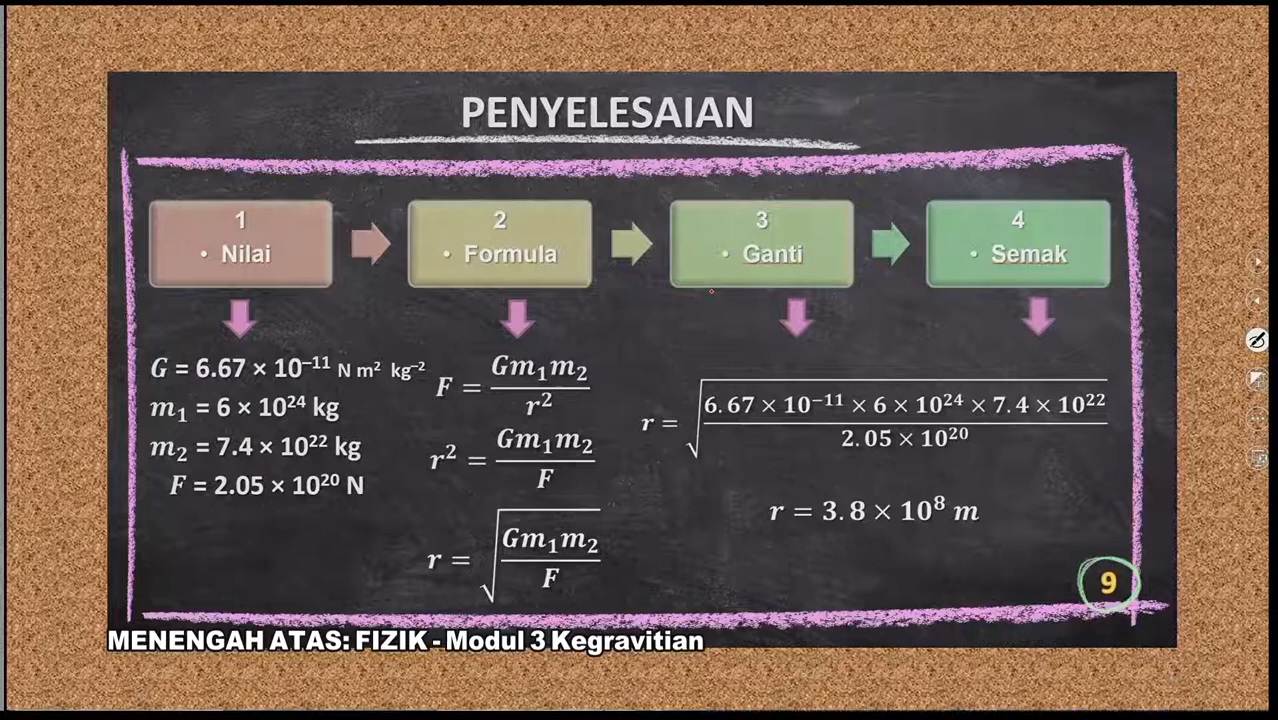 PENYELESAIAN
1
• Nilai
2
• Formula
3
• Ganti
4
• Semak
G = 6.67 × 10⁻¹¹ N m² kg⁻²
m₁ = 6 × 10²⁴ kg
m₂ = 7.4 × 10²² kg
F = 2.05 × 10²⁰ N
F = Gm₁m₂ / r²
r² = Gm₁m₂ / F
r = √(Gm₁m₂ / F)
r = √(6.67 × 10⁻¹¹ × 6 × 10²⁴ × 7.4 × 10²² / 2.05 × 10²⁰)
r = 3.8 × 10⁸ m
9
MENENGAH ATAS: FIZIK - Modul 3 Kegravitian